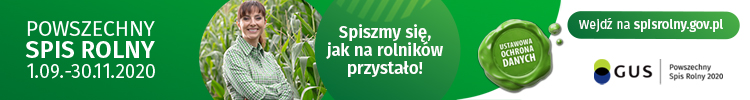 POWSZECHNY
SPIS ROLNY
1.09.-30.11.2020
Spiszmy się,
jak na rolników
przystało!
USTAWOWA
OCHRONA
DANYCH
Wejdź na spisrolny.gov.pl
GUS
Powszechny
Spis Rolny 2020